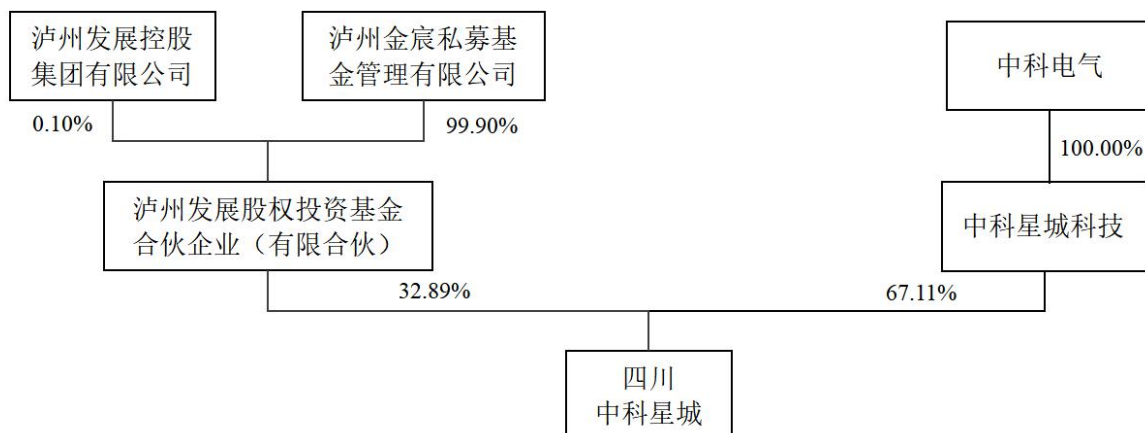 泸州发展控股
集团有限公司
泸州金宸私募基
金管理有限公司
中科电气
0.10%
99.90%
100.00%
泸州发展股权投资基金
合伙企业（有限合伙）
中科星城科技
32.89%
67.11%
四川
中科星城